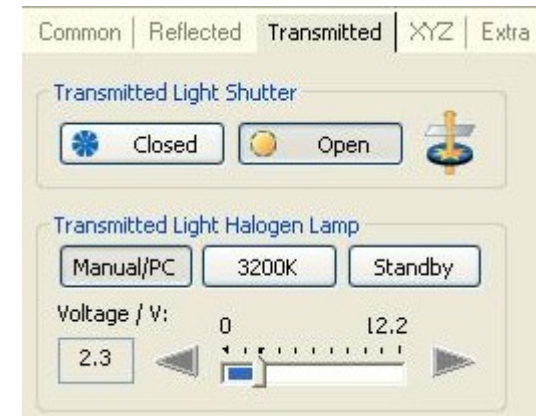 Common | Reflected Transmitted | XYZ | Extra
Transmitted Light Shutter
Closed Open
Transmitted Light Halogen Lamp
Manual/PC 3200K Standby
Voltage / V: 0 12.2
2.3